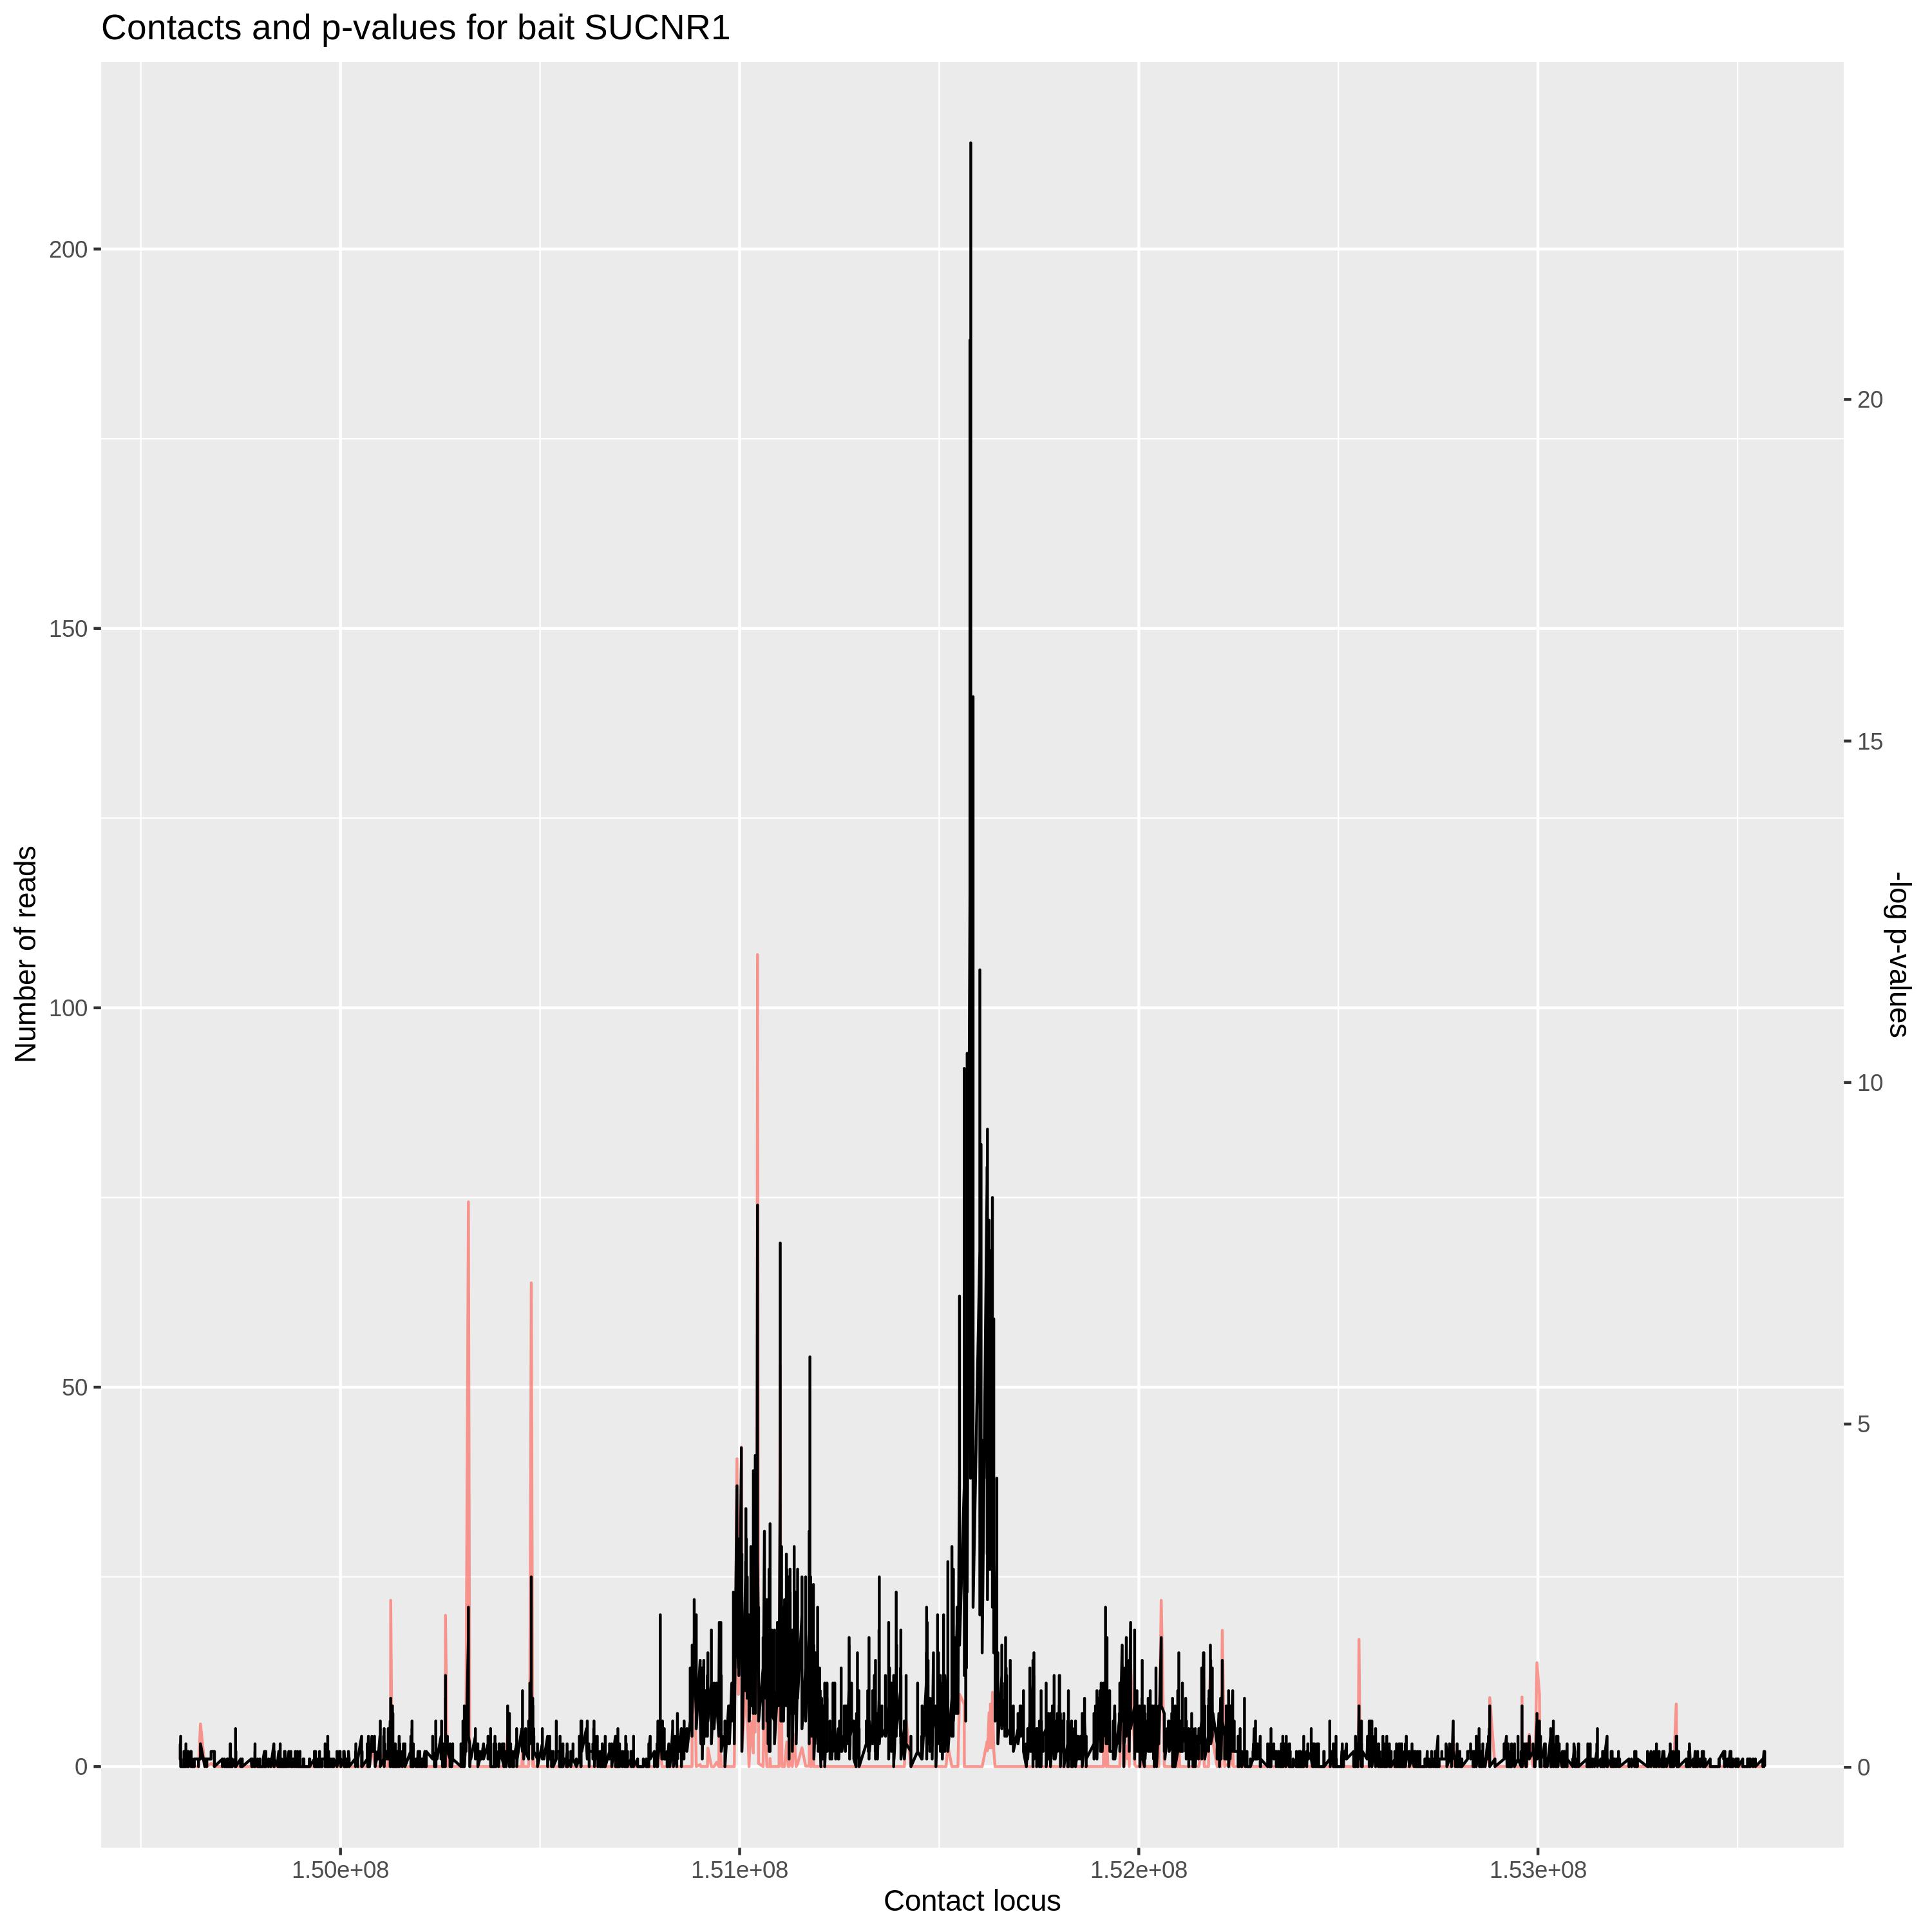 Contacts and p-values for bait SUCNR1
200
150
100
50
0
Number of reads
20
15
10
5
0
-log p-values
1.50e+08
1.51e+08
1.52e+08
1.53e+08
Contact locus